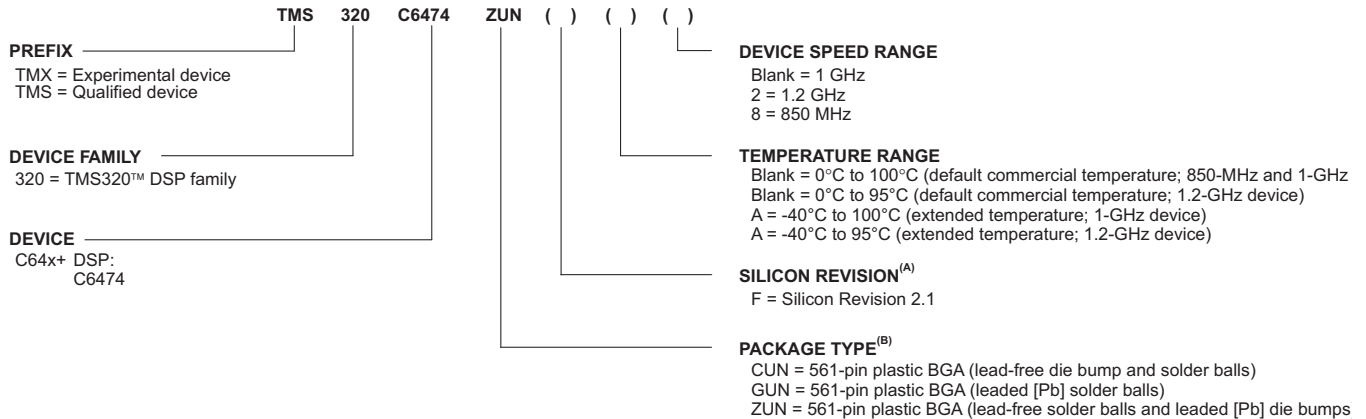 TMS 320 C6474 ZUN ( ) ( ) ( )
PREFIX
TMX = Experimental device
TMS = Qualified device
DEVICE FAMILY
320 = TMS320™ DSP family
DEVICE
C64x+ DSP:
C6474
DEVICE SPEED RANGE
Blank = 1 GHz
2 = 1.2 GHz
8 = 850 MHz
TEMPERATURE RANGE
Blank = 0°C to 100°C (default commercial temperature; 850-MHz and 1-GHz
Blank = 0°C to 95°C (default commercial temperature; 1.2-GHz device)
A = -40°C to 100°C (extended temperature; 1-GHz device)
A = -40°C to 95°C (extended temperature; 1.2-GHz device)
SILICON REVISION(A)
F = Silicon Revision 2.1
PACKAGE TYPE(B)
CUN = 561-pin plastic BGA (lead-free die bump and solder balls)
GUN = 561-pin plastic BGA (leaded [Pb] solder balls)
ZUN = 561-pin plastic BGA (lead-free solder balls and leaded [Pb] die bumps